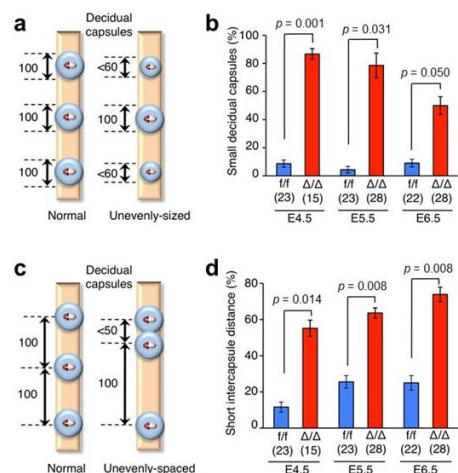 a
Decidual
capsules
100
100
100
<60
100
<60
Normal
Unevenly-sized
b
Small decidual capsules (%)
100
80
60
40
20
0
p = 0.001
p = 0.031
p = 0.050
f/f Δ/Δ f/f Δ/Δ f/f Δ/Δ
(23) (15) (23) (28) (22) (28)
E4.5 E5.5 E6.5
c
Decidual
capsules
100
100
<50
100
Normal
Unevenly-spaced
d
Short intercapsule distance (%)
80
60
40
20
0
p = 0.014
p = 0.008
p = 0.008
f/f Δ/Δ f/f Δ/Δ f/f Δ/Δ
(23) (15) (23) (28) (22) (28)
E4.5 E5.5 E6.5